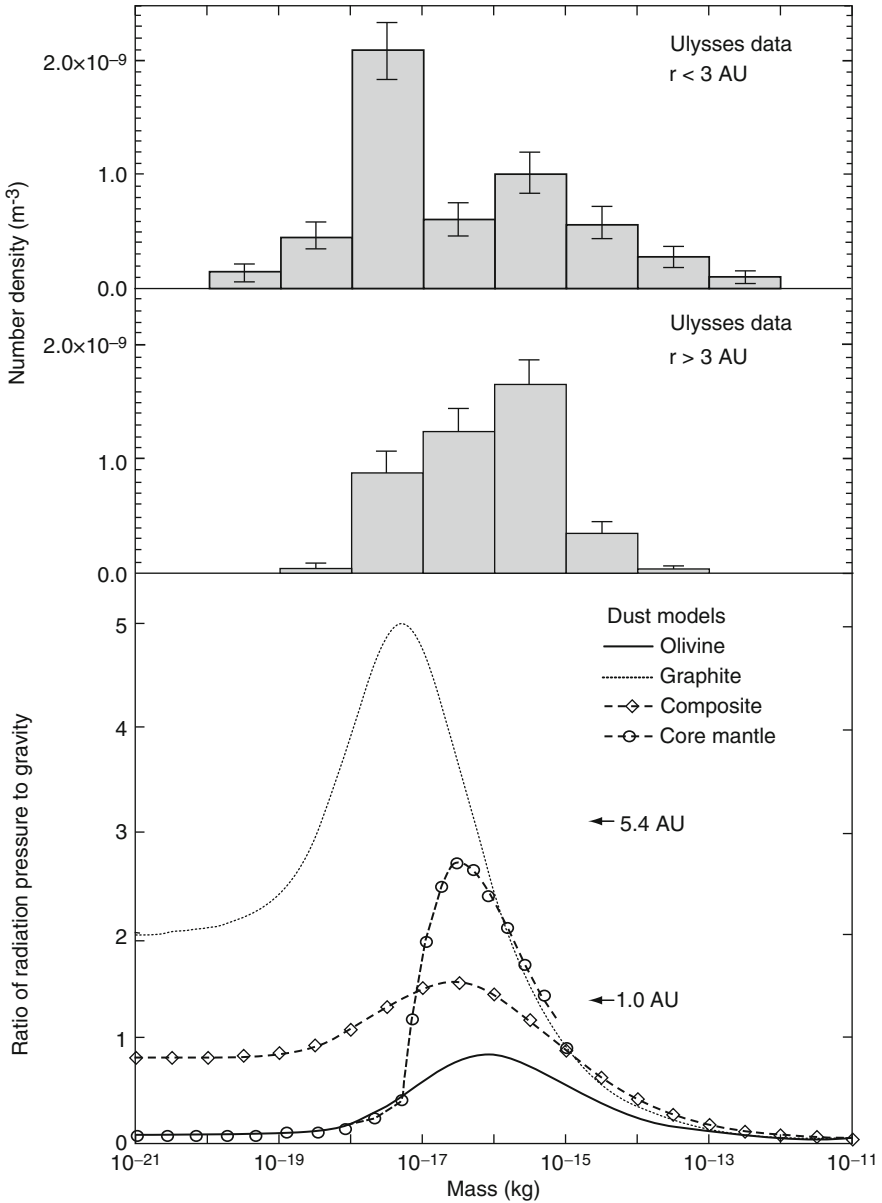 Ulysses data
r < 3 AU
2.0×10⁻⁹
1.0
0.0
Number density (m⁻³)
Ulysses data
r > 3 AU
2.0×10⁻⁹
1.0
0.0
Dust models
Olivine
Graphite
Composite
Core mantle
5.4 AU
1.0 AU
Ratio of radiation pressure to gravity
5
4
3
2
1
0
10⁻²¹ 10⁻¹⁹ 10⁻¹⁷ 10⁻¹⁵ 10⁻¹³ 10⁻¹¹
Mass (kg)